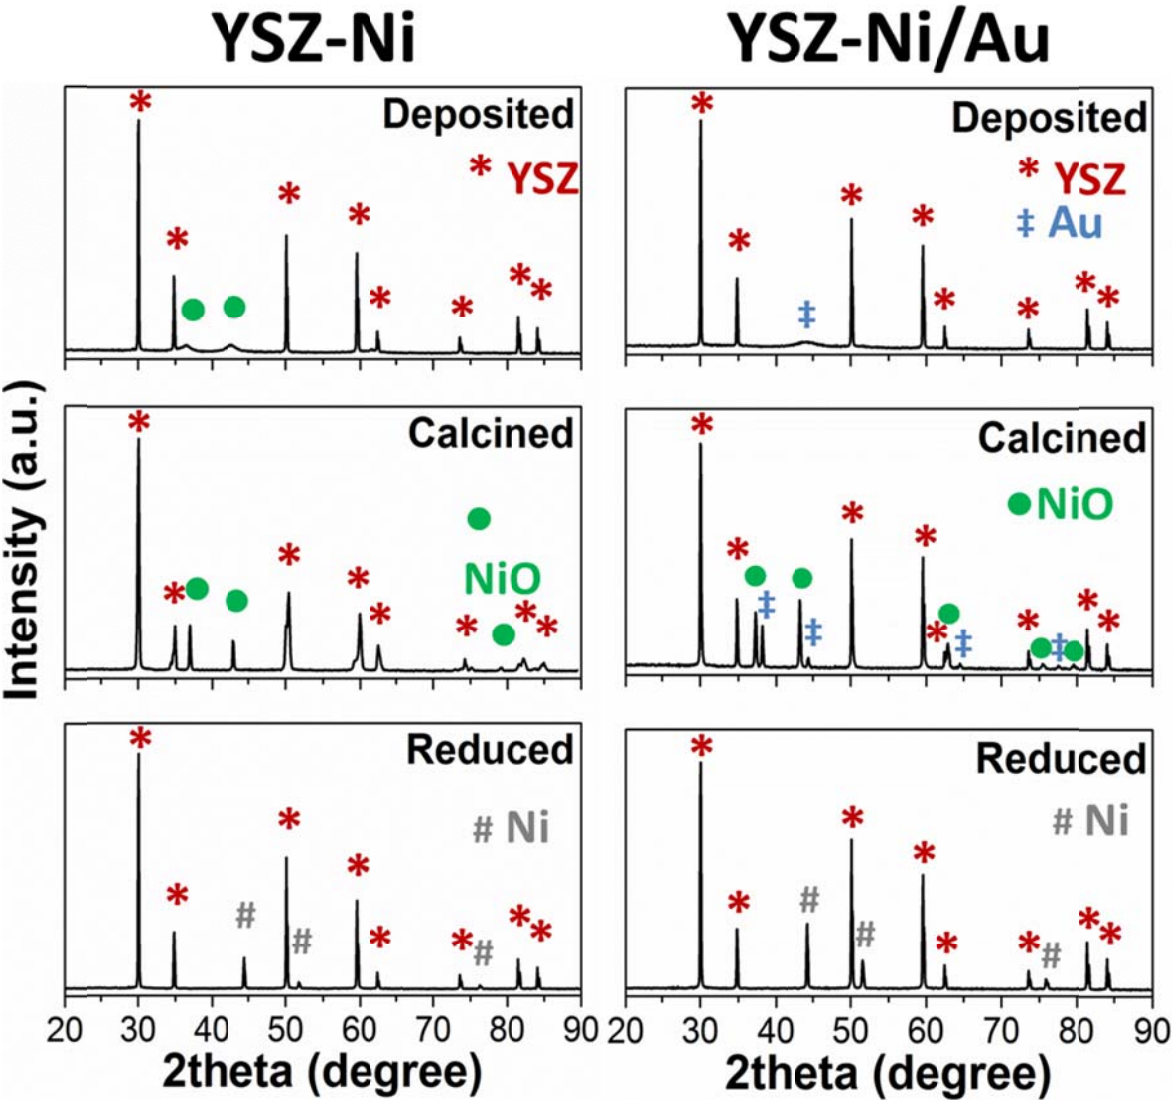 YSZ-Ni
YSZ-Ni/Au
Intensity (a.u.)
Deposited
* YSZ
Deposited
* YSZ
‡ Au
Calcined
NiO
Calcined
● NiO
Reduced
# Ni
Reduced
# Ni
20 30 40 50 60 70 80 90
20 30 40 50 60 70 80 90
2theta (degree)
2theta (degree)